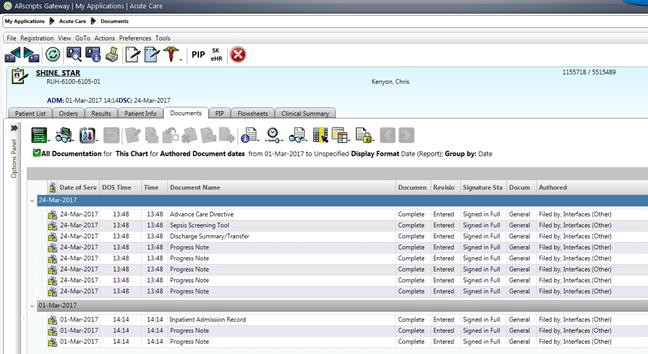 Allscripts Gateway | My Applications | Acute Care
My Applications Acute Care Documents
File Registration View GoTo Actions Preferences Tools
PIP SK eHR
SHINE, STAR 1155718 / 5515489
RUH-6100-6105-01 Kenyon, Chris
ADM: 01-Mar-2017 14:14 DSC: 24-Mar-2017
Patient List Orders Results Patient Info Documents PIP Flowsheets Clinical Summary
Options Panel
All Documentation for This Chart for Authored Document dates from 01-Mar-2017 to Unspecified Display Format Date (Report); Group by: Date
Date of Serv DOS Time Time Document Name Documen Revisio Signature Sta Docum Authored
24-Mar-2017
24-Mar-2017 13:48 13:48 Advance Care Directive Complete Entered Signed in Full General Filed by, Interfaces (Other)
24-Mar-2017 13:48 13:48 Sepsis Screening Tool Complete Entered Signed in Full General Filed by, Interfaces (Other)
24-Mar-2017 13:48 13:48 Discharge Summary/Transfer Complete Entered Signed in Full General Filed by, Interfaces (Other)
24-Mar-2017 13:48 13:48 Progress Note Complete Entered Signed in Full General Filed by, Interfaces (Other)
24-Mar-2017 13:48 13:48 Progress Note Complete Entered Signed in Full General Filed by, Interfaces (Other)
24-Mar-2017 13:48 13:48 Progress Note Complete Entered Signed in Full General Filed by, Interfaces (Other)
24-Mar-2017 13:48 13:48 Progress Note Complete Entered Signed in Full General Filed by, Interfaces (Other)
24-Mar-2017 13:48 13:48 Progress Note Complete Entered Signed in Full General Filed by, Interfaces (Other)
01-Mar-2017
01-Mar-2017 14:14 14:14 Inpatient Admission Record Complete Entered Signed in Full General Filed by, Interfaces (Other)
01-Mar-2017 14:14 14:14 Progress Note Complete Entered Signed in Full General Filed by, Interfaces (Other)
01-Mar-2017 14:14 14:14 Progress Note Complete Entered Signed in Full General Filed by, Interfaces (Other)